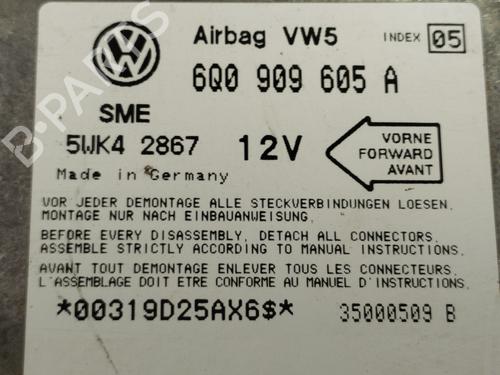 Airbag VW5 INDEX 05
6Q0 909 605 A
SME
5WK4 2867 12V
VORNE
FORWARD
AVANT
Made in Germany
VOR JEDER DEMONTAGE ALLE STECKVERBINDUNGEN LOESEN.
MONTAGE NUR NACH EINBAUANWEISUNG.
BEFORE EVERY DISASSEMBLY, DETACH ALL CONNECTORS.
ASSEMBLE STRICTLY ACCORDING TO MANUAL INSTRUCTIONS.
AVANT TOUT DEMONTAGE ENLEVER TOUS LES CONNECTEURS.
L'ASSEMBLAGE DOIT ETRE CONFORME AU MANUEL D'INSTRUCTIONS.
*00319D25AX6$* 35000509 B
B-PARTS